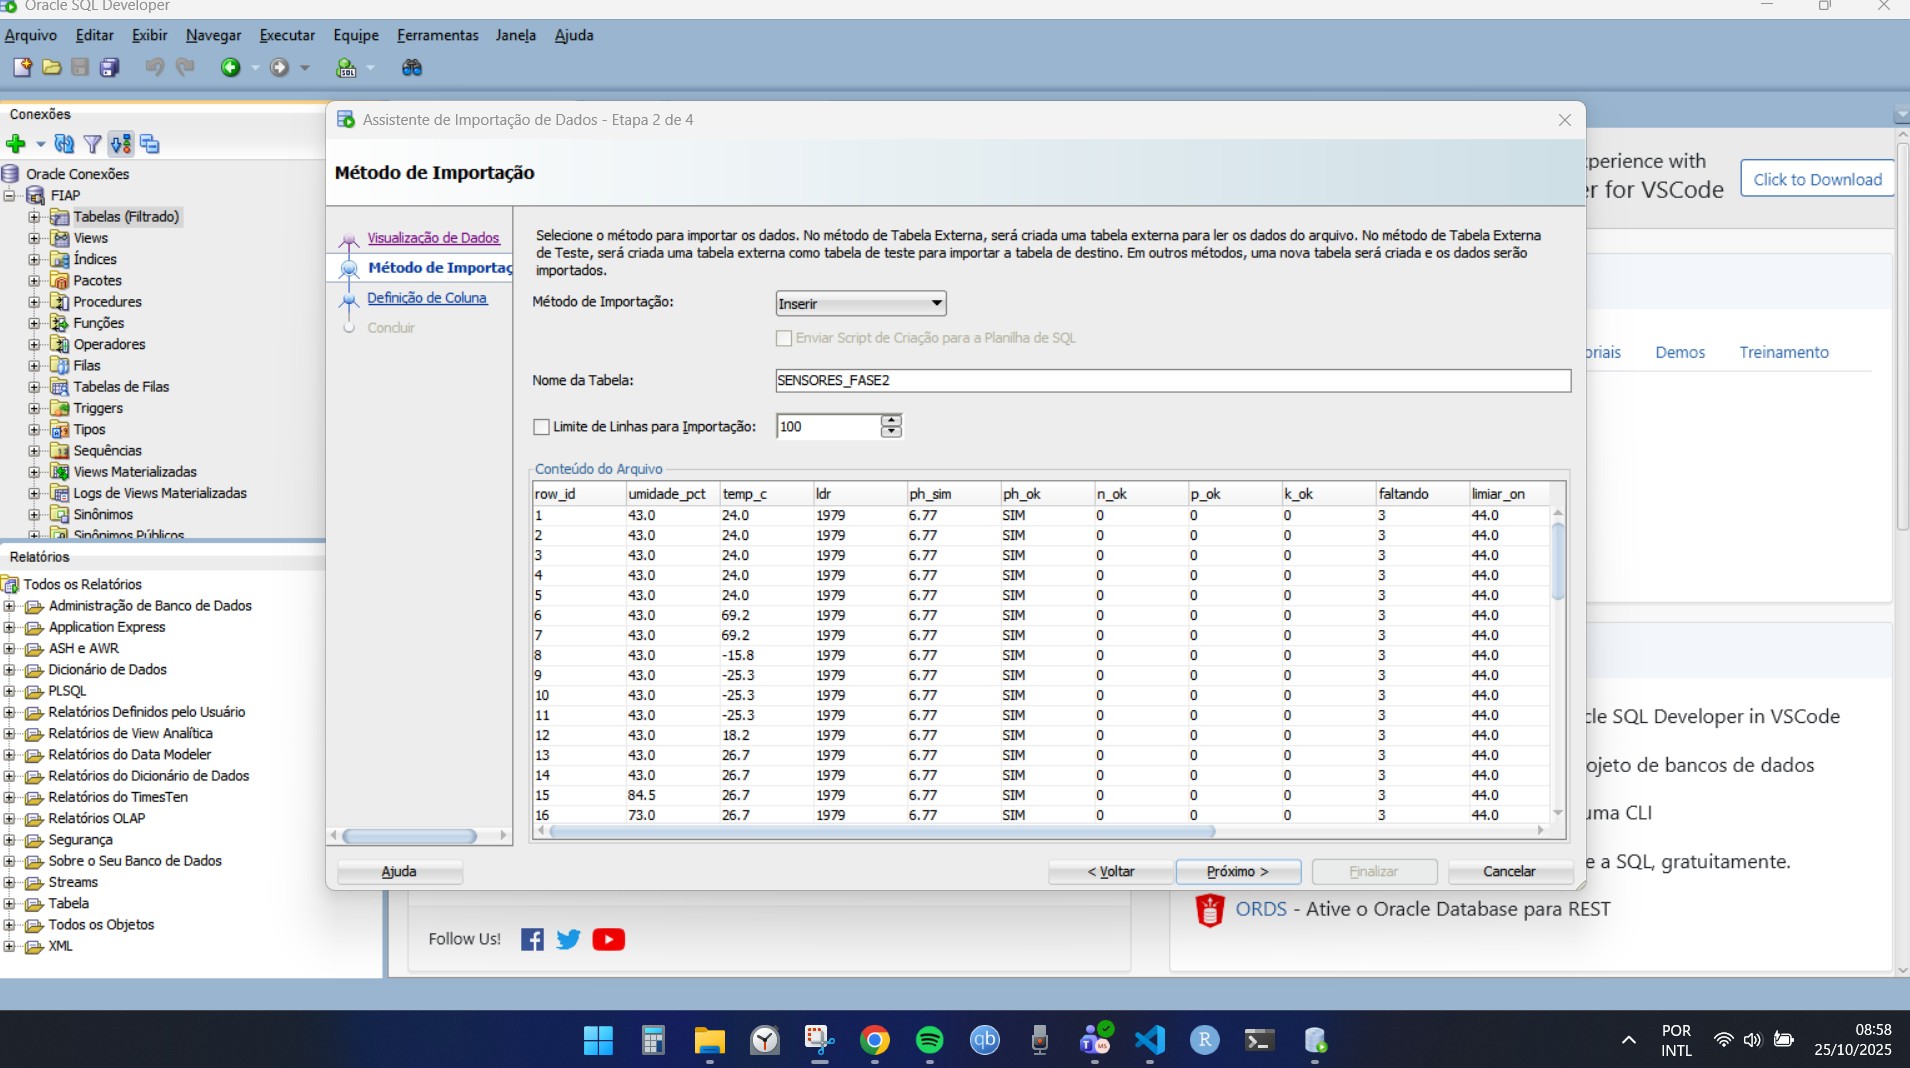 Oracle SQL Developer
Arquivo Editar Exibir Navegar Executar Equipe Ferramentas Janela Ajuda
Conexões
Oracle Conexões
FIAP
Tabelas (Filtrado)
Views
Índices
Pacotes
Procedures
Funções
Operadores
Filas
Tabelas de Filas
Triggers
Tipos
Sequências
Views Materializadas
Logs de Views Materializadas
Sinônimos
Sinônimos Públicos
Relatórios
Todos os Relatórios
Administração de Banco de Dados
Application Express
ASH e AWR
Dicionário de Dados
PLSQL
Relatórios Definidos pelo Usuário
Relatórios de View Analítica
Relatórios do Data Modeler
Relatórios do Dicionário de Dados
Relatórios do TimesTen
Relatórios OLAP
Segurança
Sobre o Seu Banco de Dados
Streams
Tabela
Todos os Objetos
XML
Assistente de Importação de Dados - Etapa 2 de 4
Método de Importação
Visualização de Dados
Método de Importaç
Definição de Coluna
Concluir
Selecione o método para importar os dados. No método de Tabela Externa, será criada uma tabela externa para ler os dados do arquivo. No método de Tabela Externa
de Teste, será criada uma tabela externa como tabela de teste para importar a tabela de destino. Em outros métodos, uma nova tabela será criada e os dados serão
importados.
Método de Importação: Inserir
Enviar Script de Criação para a Planilha de SQL
Nome da Tabela: SENSORES_FASE2
Limite de Linhas para Importação: 100
Conteúdo do Arquivo
row_id umidade_pct temp_c ldr ph_sim ph_ok n_ok p_ok k_ok faltando limiar_on
1 43.0 24.0 1979 6.77 SIM 0 0 0 3 44.0
2 43.0 24.0 1979 6.77 SIM 0 0 0 3 44.0
3 43.0 24.0 1979 6.77 SIM 0 0 0 3 44.0
4 43.0 24.0 1979 6.77 SIM 0 0 0 3 44.0
5 43.0 24.0 1979 6.77 SIM 0 0 0 3 44.0
6 43.0 69.2 1979 6.77 SIM 0 0 0 3 44.0
7 43.0 69.2 1979 6.77 SIM 0 0 0 3 44.0
8 43.0 -15.8 1979 6.77 SIM 0 0 0 3 44.0
9 43.0 -25.3 1979 6.77 SIM 0 0 0 3 44.0
10 43.0 -25.3 1979 6.77 SIM 0 0 0 3 44.0
11 43.0 -25.3 1979 6.77 SIM 0 0 0 3 44.0
12 43.0 18.2 1979 6.77 SIM 0 0 0 3 44.0
13 43.0 26.7 1979 6.77 SIM 0 0 0 3 44.0
14 43.0 26.7 1979 6.77 SIM 0 0 0 3 44.0
15 84.5 26.7 1979 6.77 SIM 0 0 0 3 44.0
16 73.0 26.7 1979 6.77 SIM 0 0 0 3 44.0
Ajuda < Voltar Próximo > Finalizar Cancelar
perience with
er for VSCode
Click to Download
oriais Demos Treinamento
cle SQL Developer in VSCode
ojeto de bancos de dados
uma CLI
e a SQL, gratuitamente.
ORDS - Ative o Oracle Database para REST
Follow Us!
POR
INTL
08:58
25/10/2025